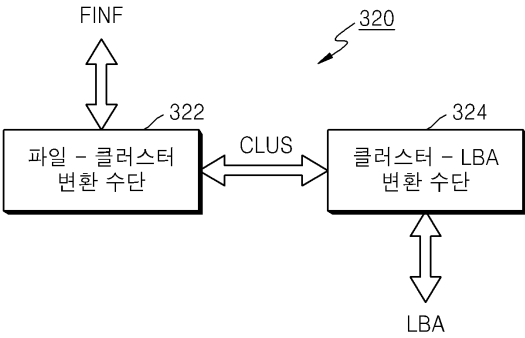 FINF
320
322
파일 - 클러스터
변환 수단
CLUS
324
클러스터 - LBA
변환 수단
LBA